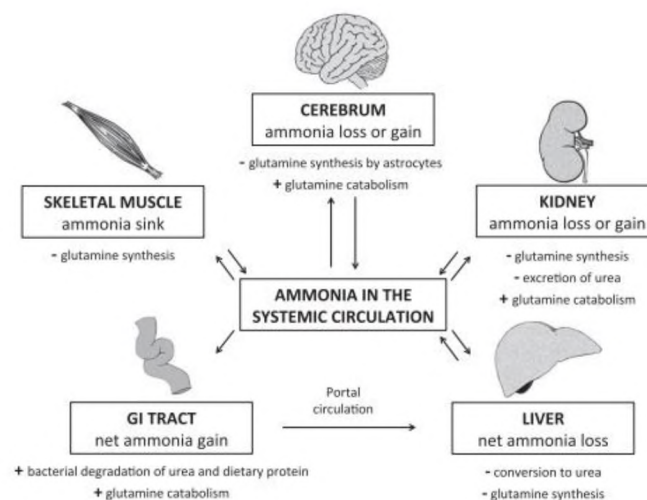 CEREBRUM
ammonia loss or gain
- glutamine synthesis by astrocytes
+ glutamine catabolism
SKELETAL MUSCLE
ammonia sink
- glutamine synthesis
KIDNEY
ammonia loss or gain
- glutamine synthesis
- excretion of urea
+ glutamine catabolism
AMMONIA IN THE
SYSTEMIC CIRCULATION
GI TRACT
net ammonia gain
+ bacterial degradation of urea and dietary protein
+ glutamine catabolism
Portal
circulation
LIVER
net ammonia loss
- conversion to urea
- glutamine synthesis